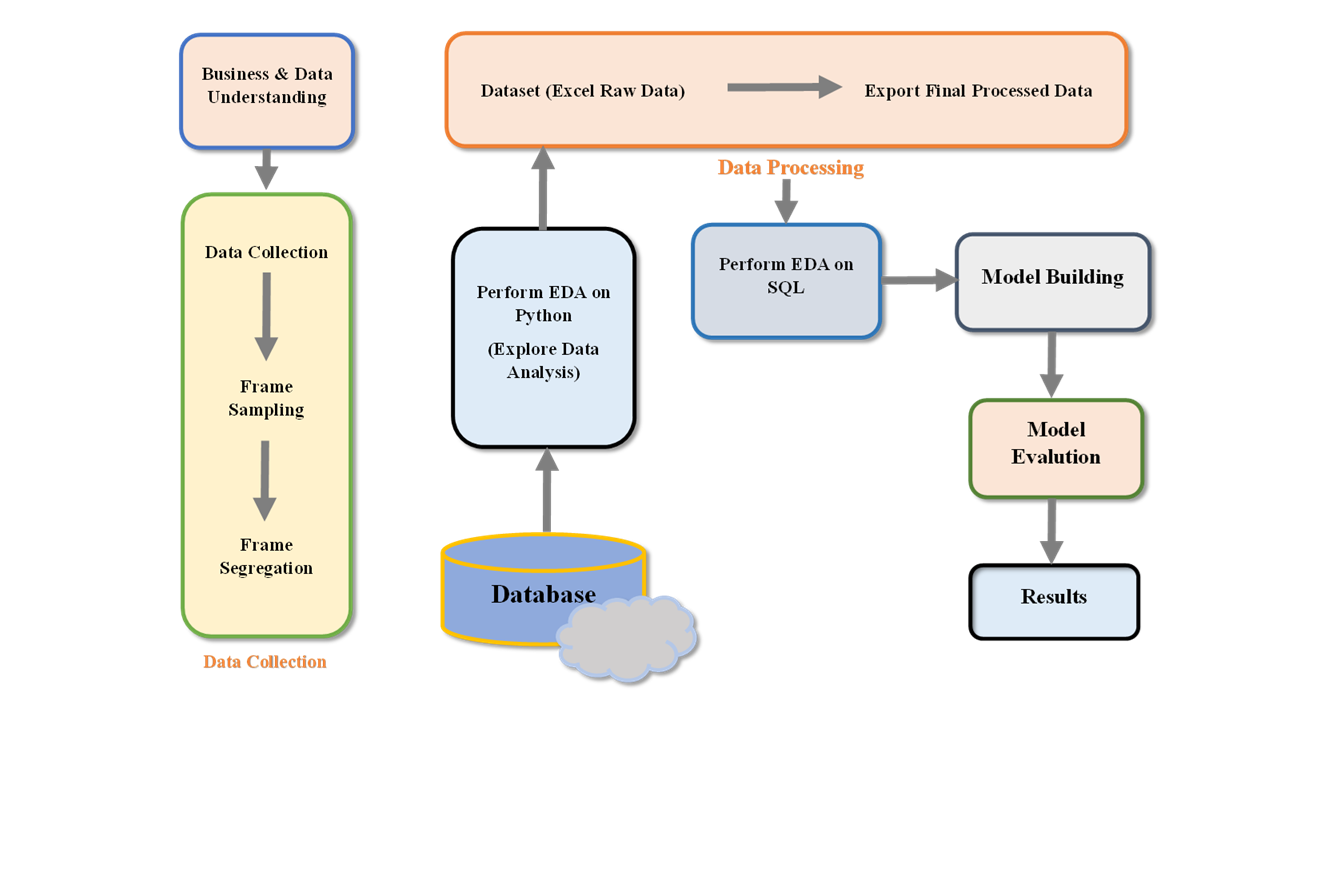 Business & Data
Understanding
Data Collection
Frame
Sampling
Frame
Segregation
Data Collection
Dataset (Excel Raw Data)
Export Final Processed Data
Data Processing
Perform EDA on
Python
(Explore Data
Analysis)
Database
Perform EDA on
SQL
Model Building
Model
Evalution
Results